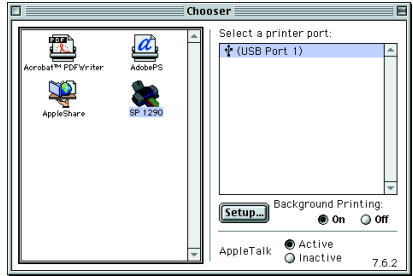 Chooser
Select a printer port:
(USB Port 1)
PDF
Acrobat™ PDFWriter
a
AdobePS
AppleShare
SP 1290
Setup...
Background Printing:
On Off
AppleTalk
Active
Inactive
7.6.2